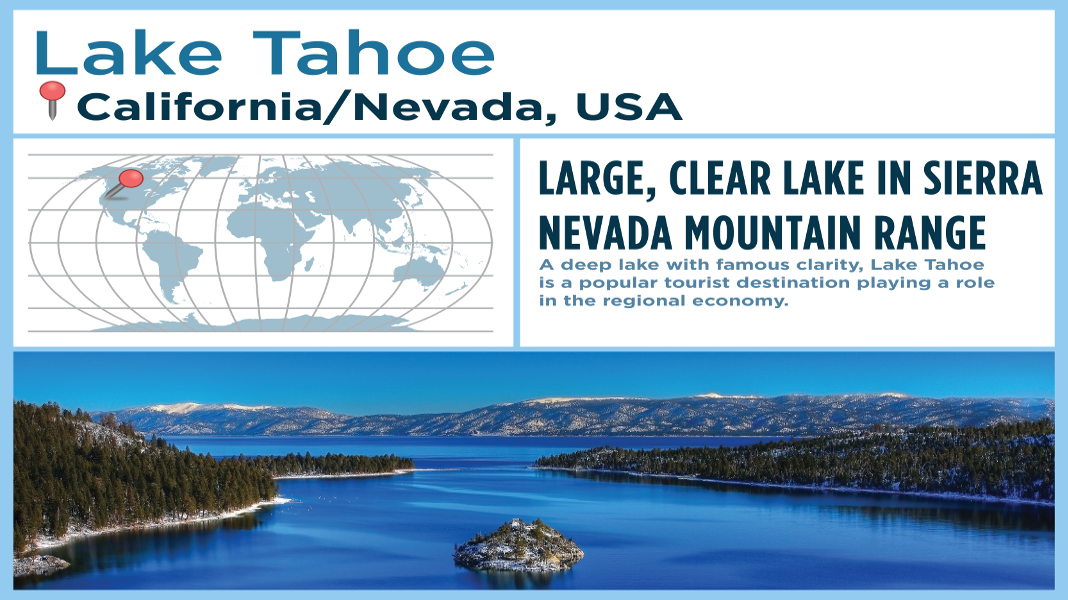 Lake Tahoe
California/Nevada, USA
LARGE, CLEAR LAKE IN SIERRA
NEVADA MOUNTAIN RANGE
A deep lake with famous clarity, Lake Tahoe
is a popular tourist destination playing a role
in the regional economy.